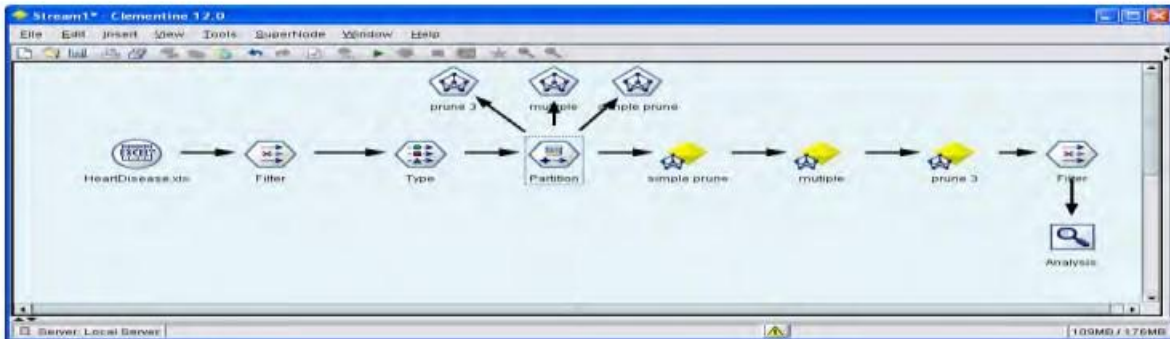 Stream1* - Clementine 12.0
File Edit Insert View Tools SuperNode Window Help
prune 3 multiple simple prune
HeartDisease.xls Filter Type Partition simple prune mutiple prune 3 Filter
Analysis
Server: Local Server 109MB / 176MB